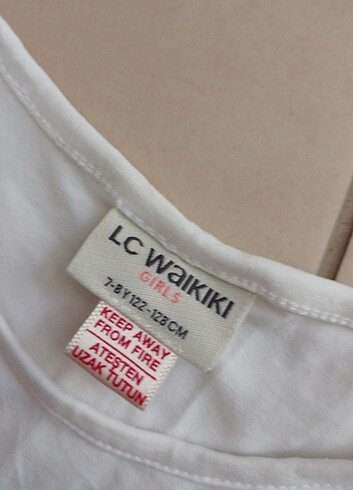 LC WAIKIKI
GIRLS
7-8 Y 122-128 CM
KEEP AWAY
FROM FIRE
ATEŞTEN
UZAK TUTUN